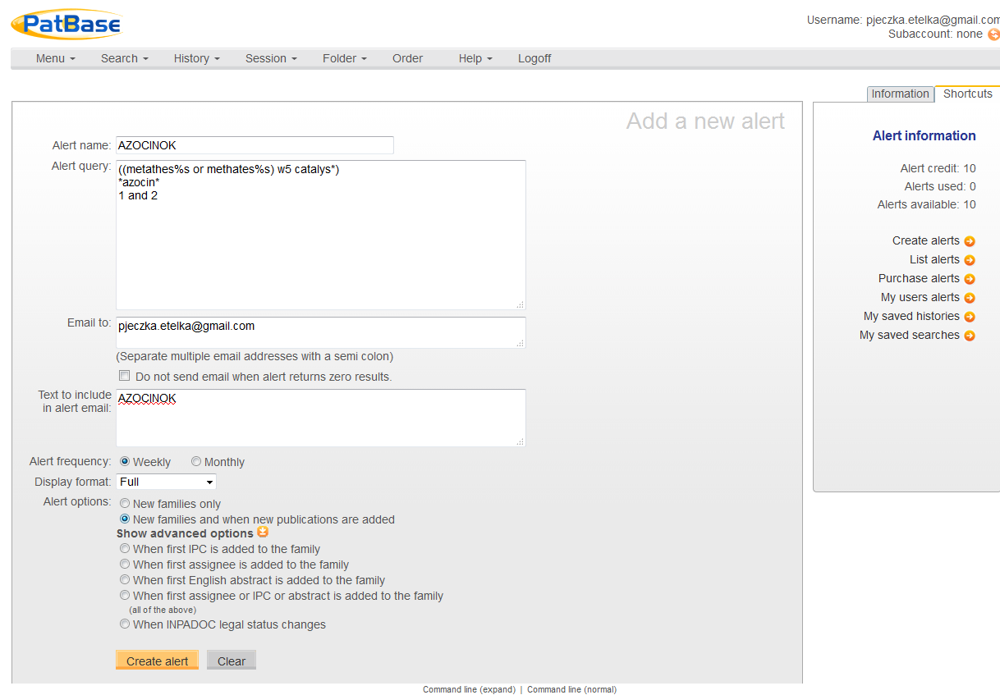 PatBase
Username: pjeczka.etelka@gmail.com
Subaccount: none
Menu Search History Session Folder Order Help Logoff
Information Shortcuts
Add a new alert
Alert name: AZOCINOK
Alert query: ((metathes%s or methates%s) w5 catalys*)
*azocin*
1 and 2
Email to: pjeczka.etelka@gmail.com
(Separate multiple email addresses with a semi colon)
Do not send email when alert returns zero results.
Text to include
in alert email:
AZOCINOK
Alert frequency: Weekly Monthly
Display format: Full
Alert options: New families only
New families and when new publications are added
Show advanced options
When first IPC is added to the family
When first assignee is added to the family
When first English abstract is added to the family
When first assignee or IPC or abstract is added to the family
(all of the above)
When INPADOC legal status changes
Create alert Clear
Alert information
Alert credit: 10
Alerts used: 0
Alerts available: 10
Create alerts
List alerts
Purchase alerts
My users alerts
My saved histories
My saved searches
Command line (expand) | Command line (normal)